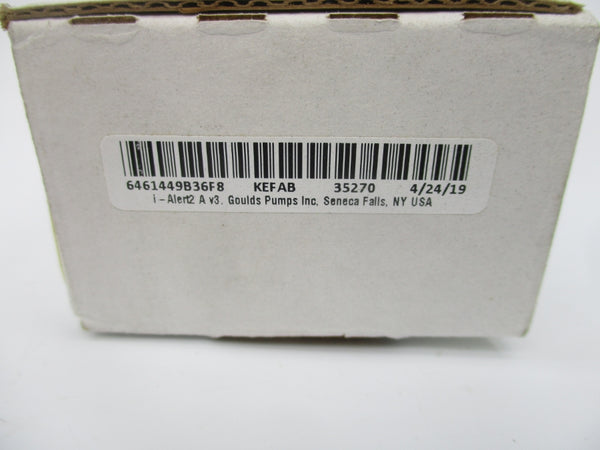 6461449B36F8 KEFAB 35270 4/24/19
i-Alert2 A v3. Goulds Pumps Inc, Seneca Falls, NY USA